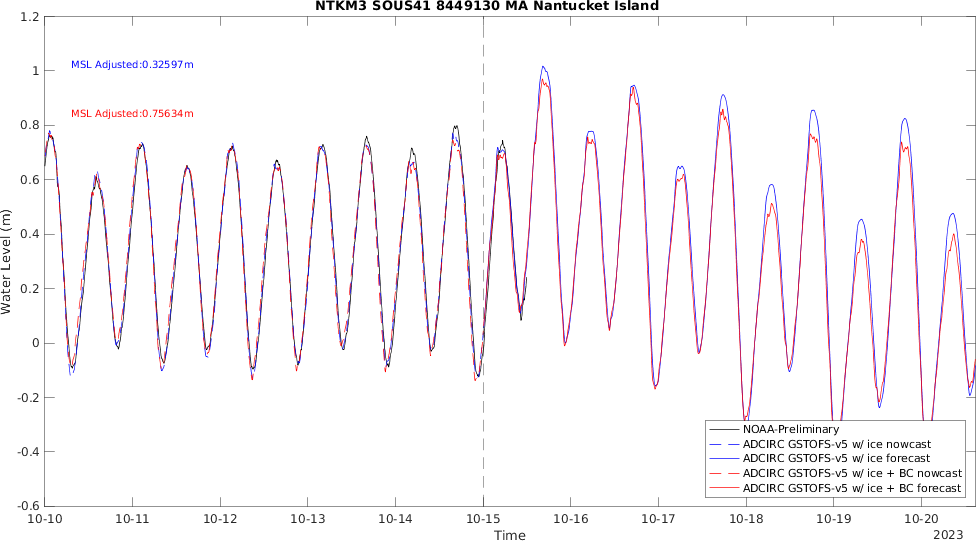 NTKM3 SOUS41 8449130 MA Nantucket Island
1.2
1
0.8
0.6
0.4
0.2
0
-0.2
-0.4
-0.6
Water Level (m)
MSL Adjusted:0.32597m
MSL Adjusted:0.75634m
NOAA-Preliminary
ADCIRC GSTOFS-v5 w/ ice nowcast
ADCIRC GSTOFS-v5 w/ ice forecast
ADCIRC GSTOFS-v5 w/ ice + BC nowcast
ADCIRC GSTOFS-v5 w/ ice + BC forecast
10-10 10-11 10-12 10-13 10-14 10-15 10-16 10-17 10-18 10-19 10-20
Time
2023